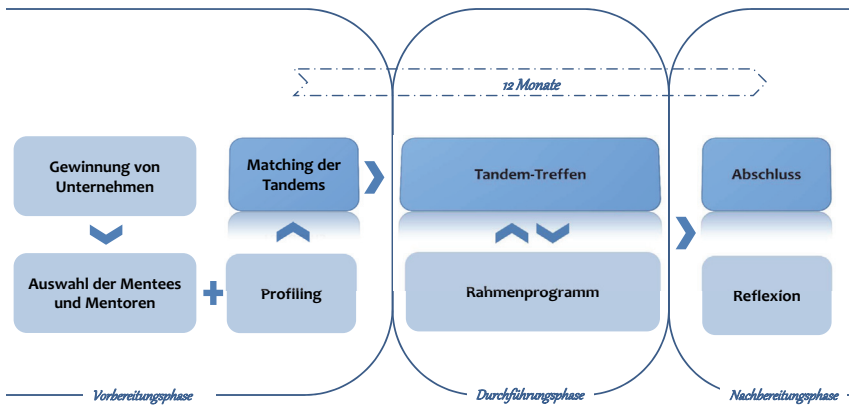 12 Monate
Gewinnung von
Unternehmen
Matching der
Tandems
Tandem-Treffen
Abschluss
Auswahl der Mentees
und Mentoren
Profiling
Rahmenprogramm
Reflexion
Vorbereitungsphase
Durchführungsphase
Nachbereitungsphase